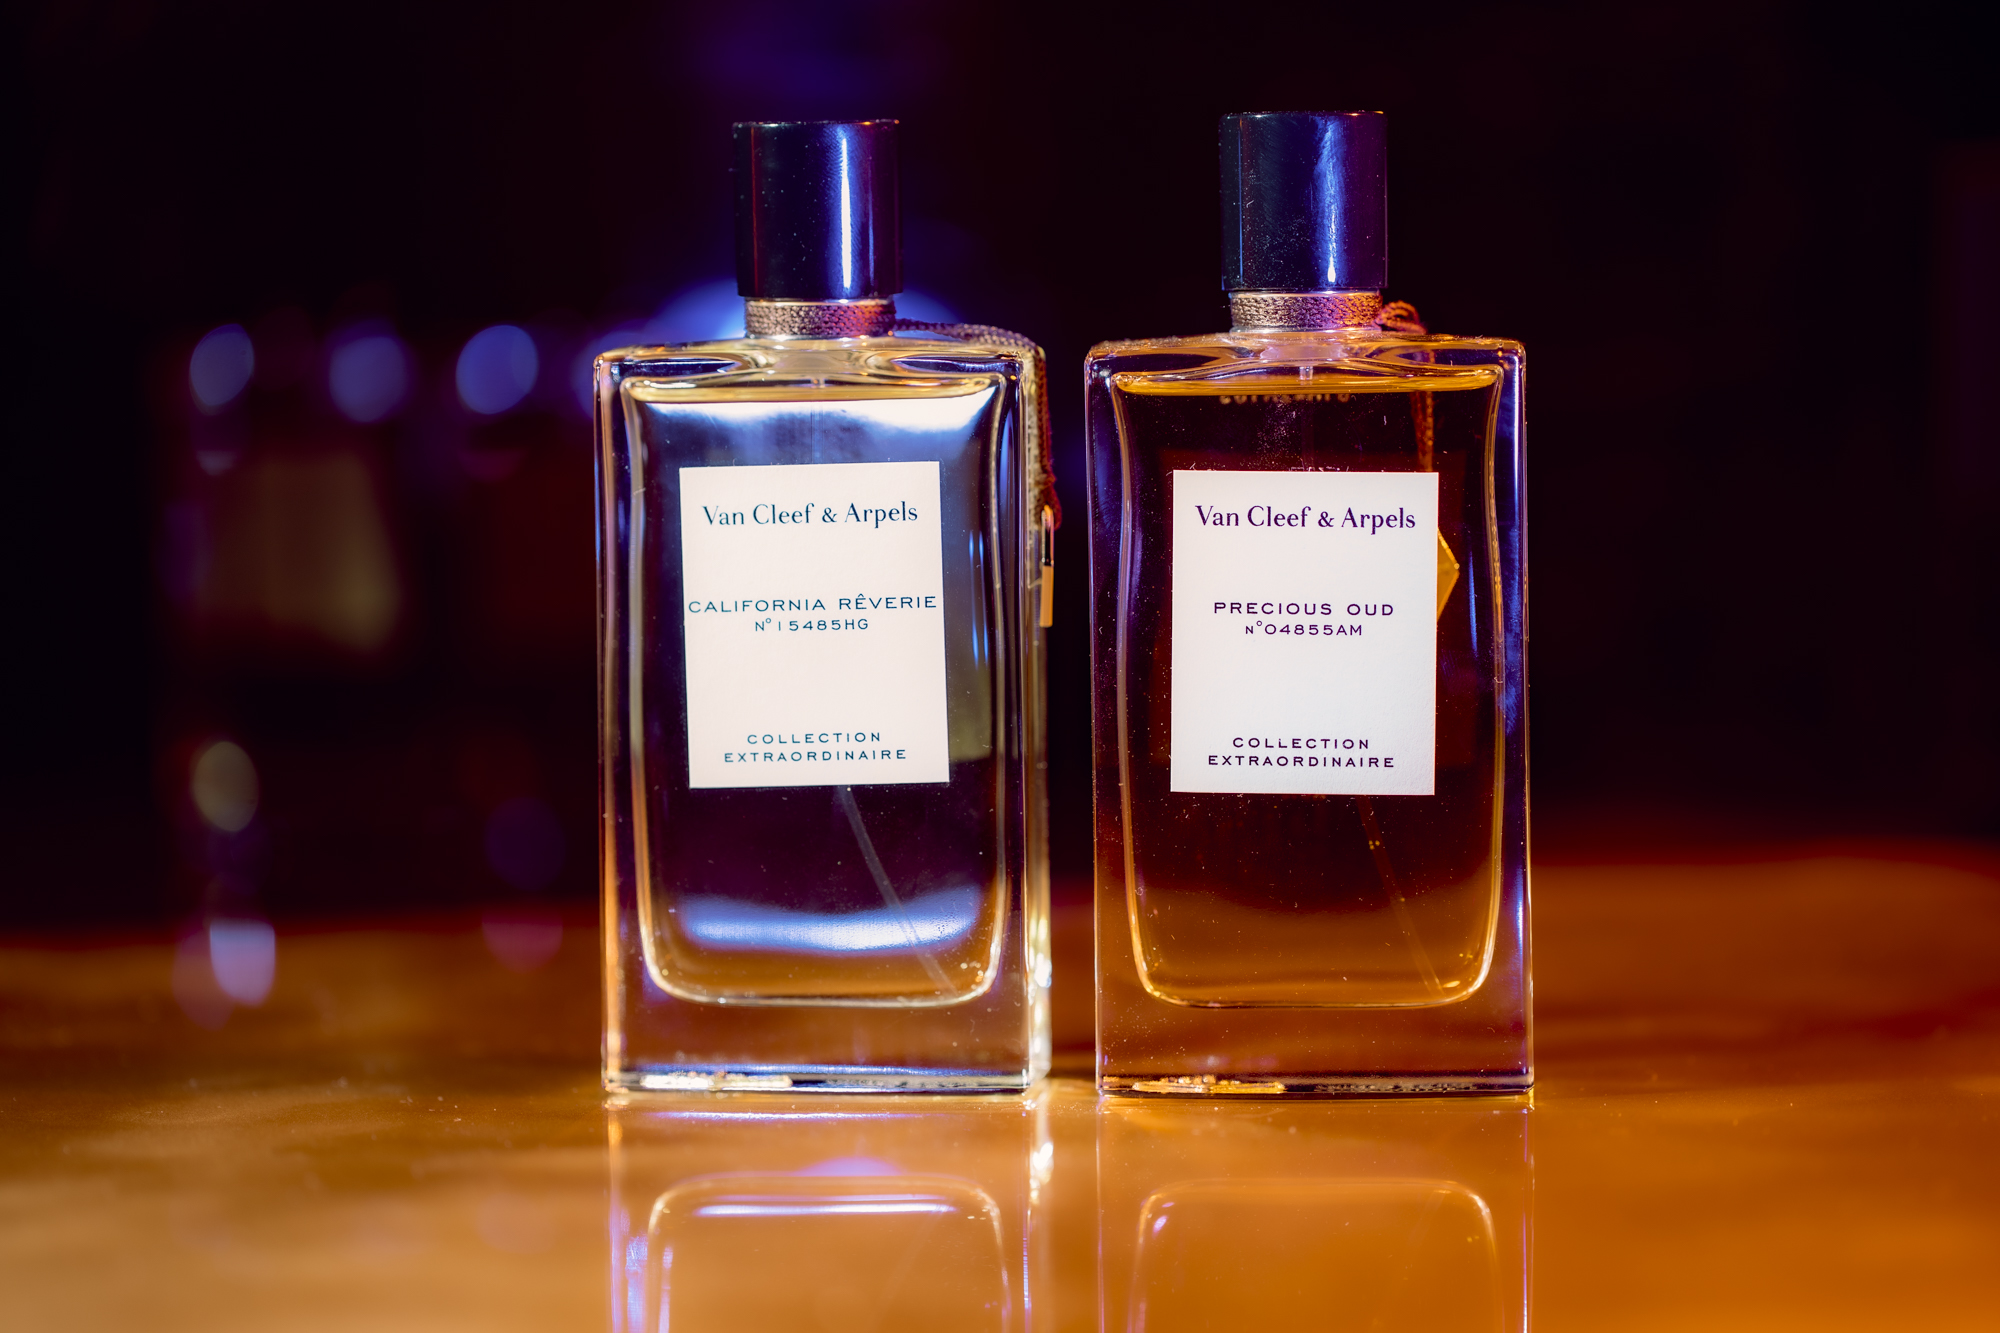 Van Cleef & Arpels
CALIFORNIA RÊVERIE
N°15485HG
COLLECTION
EXTRAORDINAIRE
Van Cleef & Arpels
PRECIOUS OUD
N°04855AM
COLLECTION
EXTRAORDINAIRE